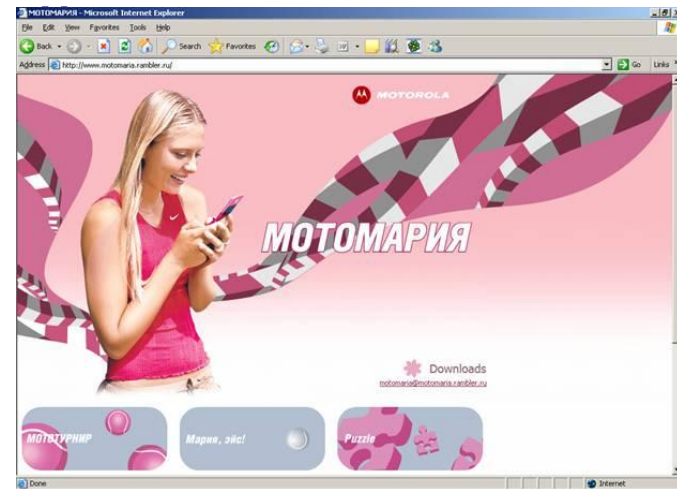 МОТОМАРИЯ - Microsoft Internet Explorer
File Edit View Favorites Tools Help
Back Search Favorites
Address http://www.motomaria.rambler.ru/ Go Links
MOTOROLA
МОТОМАРИЯ
Downloads
motomaria@motomaria.rambler.ru
МОТОТУРНИР
Мария, эйс!
Puzzle
Done Internet